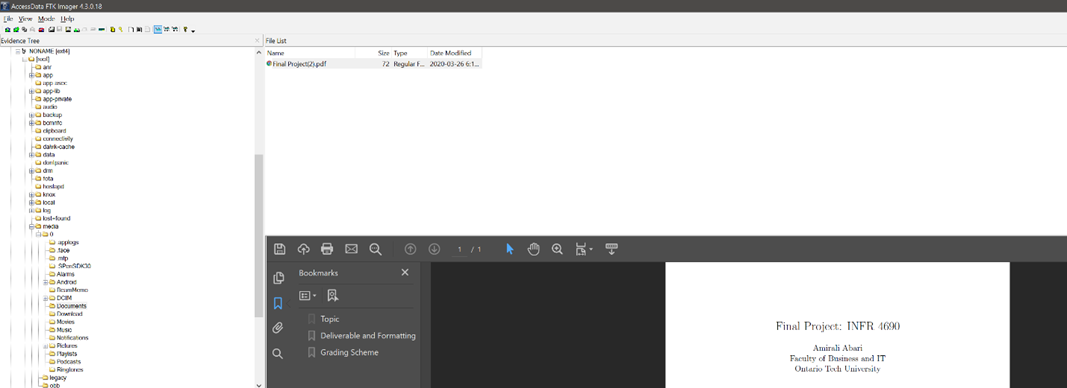 AccessData FTK Imager 4.3.0.18
File View Mode Help
Evidence Tree
NONAME [ext4]
[root]
anr
app
app-asec
app-lib
app-private
audio
backup
bcmnfc
clipboard
connectivity
dalvik-cache
data
dontpanic
drm
fota
hostapd
knox
local
log
lost+found
media
0
.applogs
.face
.mtp
.SPenSDK30
Alarms
Android
BeamMemo
DCIM
Documents
Download
Movies
Music
Notifications
Pictures
Playlists
Podcasts
Ringtones
legacy
obb
File List
Name Size Type Date Modified
Final Project(2).pdf 72 Regular F... 2020-03-26 6:1...
1 / 1
Bookmarks
Topic
Deliverable and Formatting
Grading Scheme
Final Project: INFR 4690
Amirali Abari
Faculty of Business and IT
Ontario Tech University